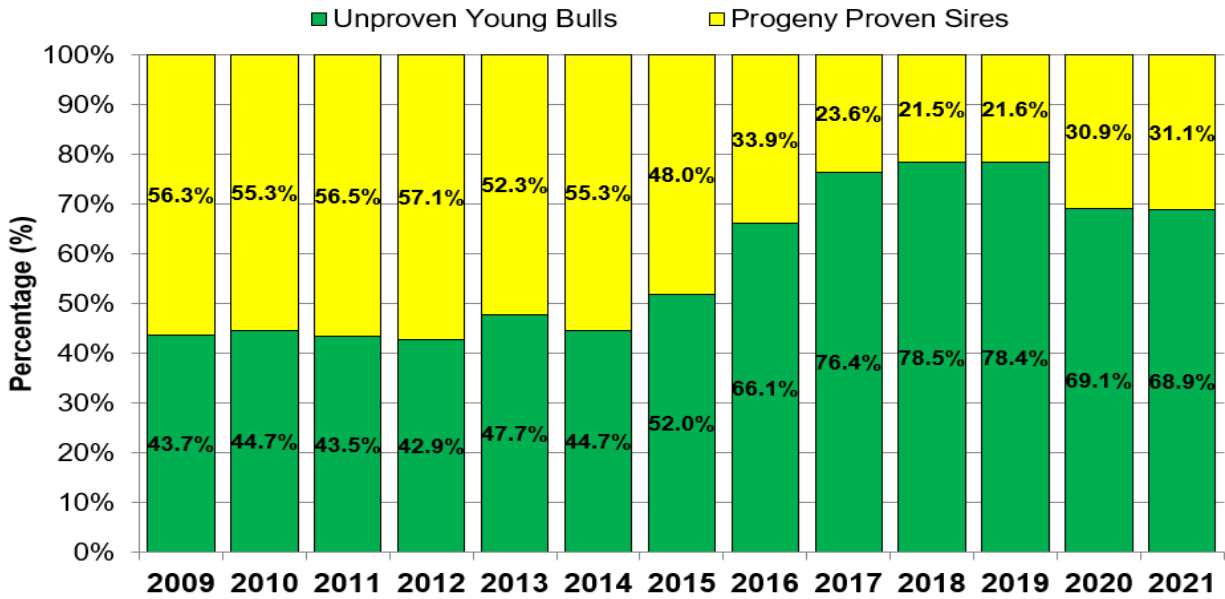 Unproven Young Bulls Progeny Proven Sires
Percentage (%)
100%
90%
80%
70%
60%
50%
40%
30%
20%
10%
0%
56.3% 55.3% 56.5% 57.1% 52.3% 55.3% 48.0% 33.9% 23.6% 21.5% 21.6% 30.9% 31.1%
43.7% 44.7% 43.5% 42.9% 47.7% 44.7% 52.0% 66.1% 76.4% 78.5% 78.4% 69.1% 68.9%
2009 2010 2011 2012 2013 2014 2015 2016 2017 2018 2019 2020 2021